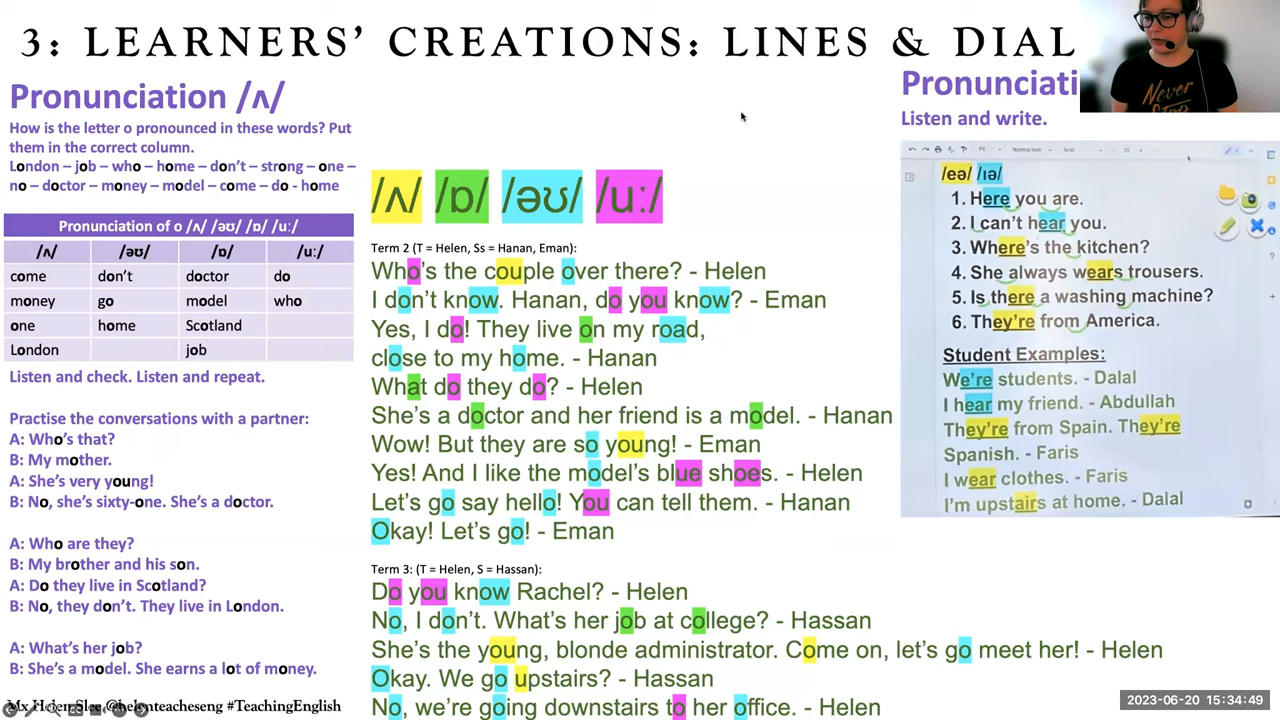 3: LEARNERS' CREATIONS: LINES & DIAL
Pronunciation /ʌ/
How is the letter o pronounced in these words? Put
them in the correct column.
London – job – who – home – don't – strong – one –
no – doctor – money – model – come – do - home
Pronunciation of o /ʌ/ /əʊ/ /ɒ/ /uː/
/ʌ/ /əʊ/ /ɒ/ /uː/
come don't doctor do
money go model who
one home Scotland
London job
Listen and check. Listen and repeat.
Practise the conversations with a partner:
A: Who's that?
B: My mother.
A: She's very young!
B: No, she's sixty-one. She's a doctor.
A: Who are they?
B: My brother and his son.
A: Do they live in Scotland?
B: No, they don't. They live in London.
A: What's her job?
B: She's a model. She earns a lot of money.
Mx Helen Slee @helenteacheseng #TeachingEnglish
/ʌ/ /ɒ/ /əʊ/ /uː/
Term 2 (T = Helen, Ss = Hanan, Eman):
Who's the couple over there? - Helen
I don't know. Hanan, do you know? - Eman
Yes, I do! They live on my road,
close to my home. - Hanan
What do they do? - Helen
She's a doctor and her friend is a model. - Hanan
Wow! But they are so young! - Eman
Yes! And I like the model's blue shoes. - Helen
Let's go say hello! You can tell them. - Hanan
Okay! Let's go! - Eman
Term 3: (T = Helen, S = Hassan):
Do you know Rachel? - Helen
No, I don't. What's her job at college? - Hassan
She's the young, blonde administrator. Come on, let's go meet her! - Helen
Okay. We go upstairs? - Hassan
No, we're going downstairs to her office. - Helen
Pronunciati
Listen and write.
/eə/ /ɪə/
1. Here you are.
2. I can't hear you.
3. Where's the kitchen?
4. She always wears trousers.
5. Is there a washing machine?
6. They're from America.
Student Examples:
We're students. - Dalal
I hear my friend. - Abdullah
They're from Spain. They're
Spanish. - Faris
I wear clothes. - Faris
I'm upstairs at home. - Dalal
Never
2023-06-20 15:34:49